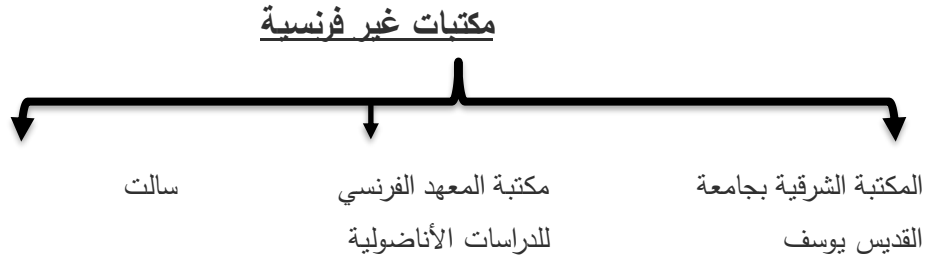 مكتبات غير فرنسية
المكتبة الشرقية بجامعة
القديس يوسف
مكتبة المعهد الفرنسي
للدراسات الأناضولية
سالت